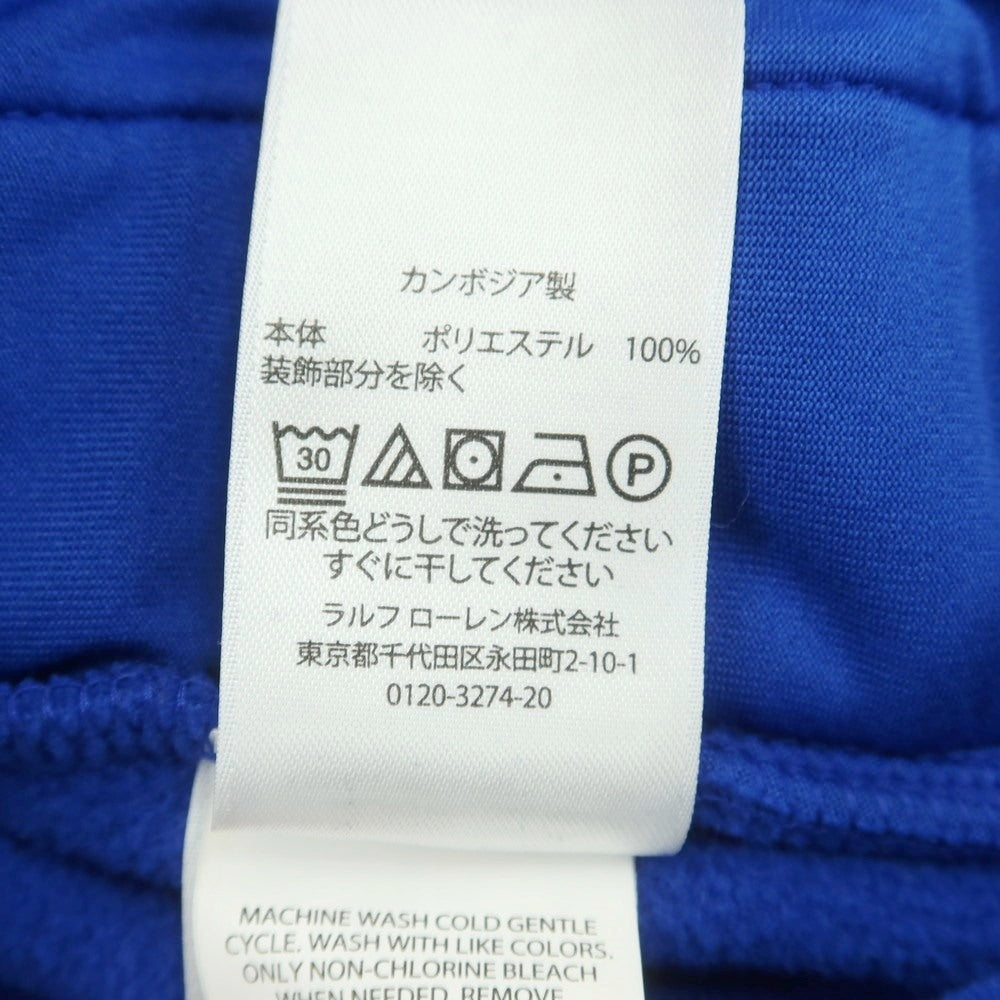 カンボジア製
本体 ポリエステル 100%
装飾部分を除く
30 P
同系色どうしで洗ってください
すぐに干してください
ラルフ ローレン株式会社
東京都千代田区永田町2-10-1
0120-3274-20
MACHINE WASH COLD GENTLE
CYCLE. WASH WITH LIKE COLORS.
ONLY NON-CHLORINE BLEACH
WHEN NEEDED. REMOVE